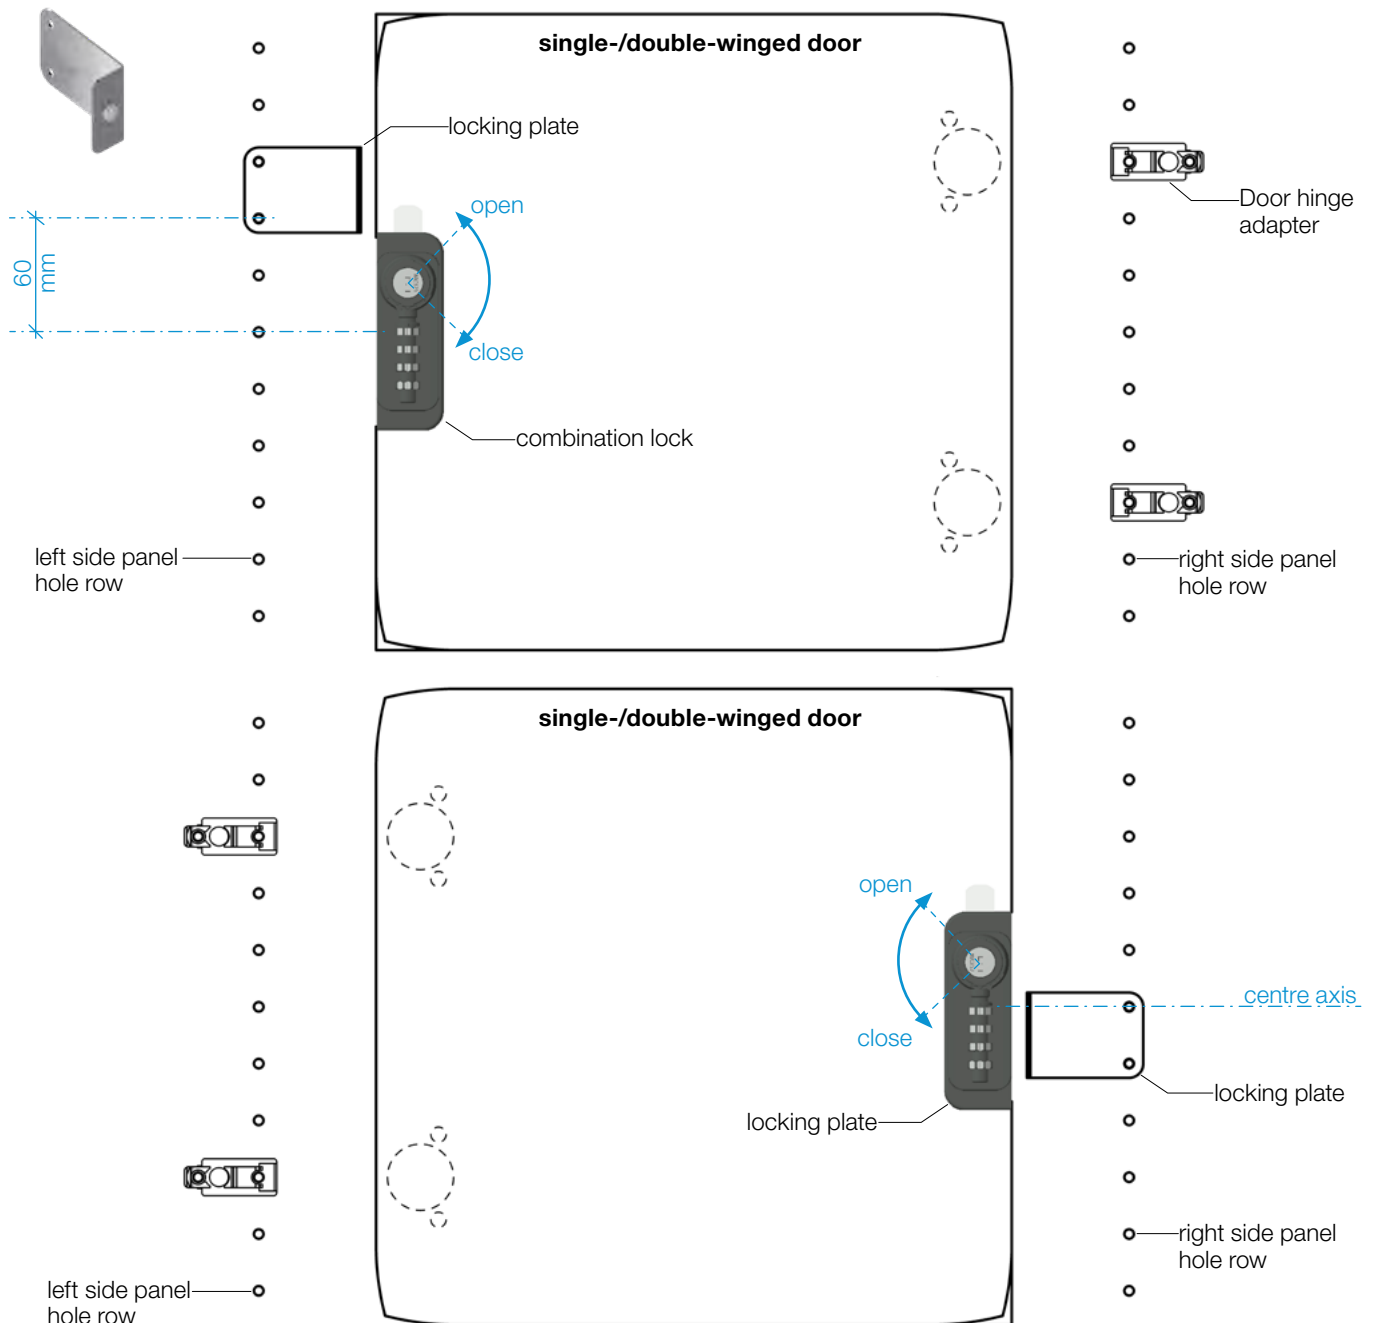 single-/double-winged door
locking plate
open
Door hinge
adapter
60
mm
close
combination lock
left side panel
hole row
right side panel
hole row
single-/double-winged door
open
centre axis
close
locking plate
locking plate
right side panel
hole row
left side panel
hole row